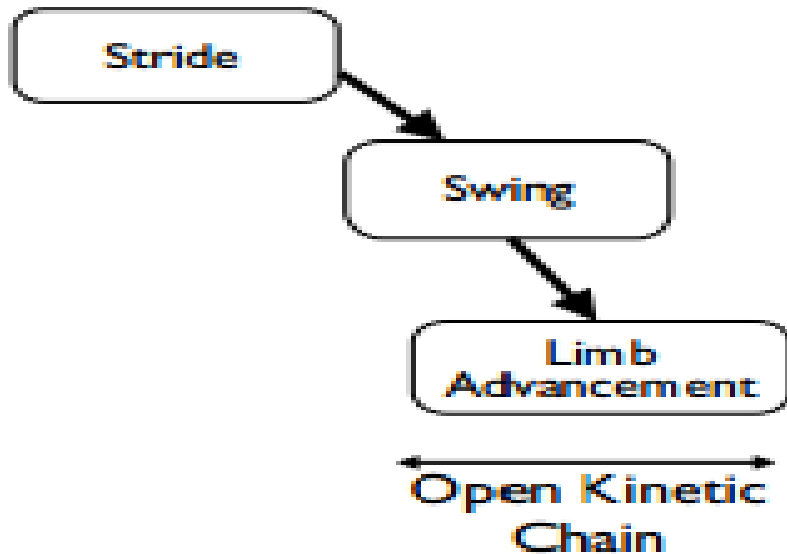 Stride
Swing
Limb
Advancement
Open Kinetic
Chain